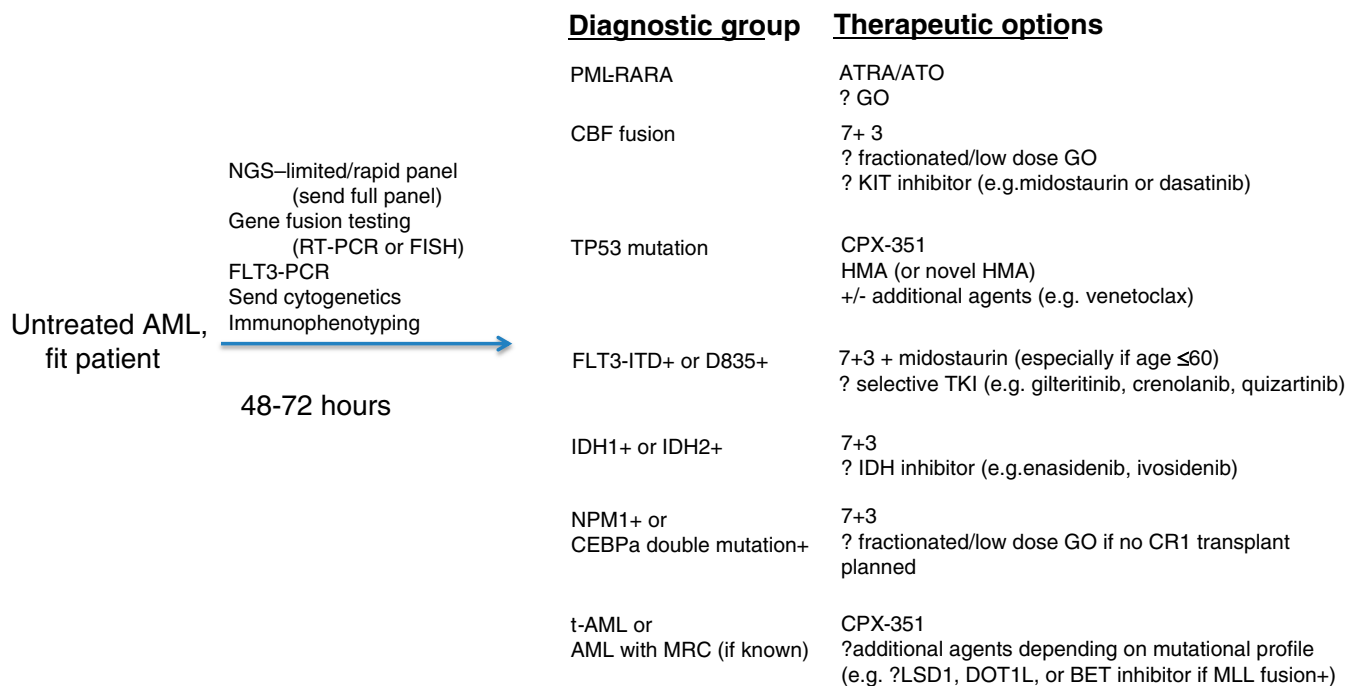 Diagnostic group
Therapeutic options
NGS–limited/rapid panel
(send full panel)
Gene fusion testing
(RT-PCR or FISH)
FLT3-PCR
Send cytogenetics
Immunophenotyping
Untreated AML,
fit patient
48-72 hours
PML-RARA
ATRA/ATO
? GO
CBF fusion
7+ 3
? fractionated/low dose GO
? KIT inhibitor (e.g.midostaurin or dasatinib)
TP53 mutation
CPX-351
HMA (or novel HMA)
+/- additional agents (e.g. venetoclax)
FLT3-ITD+ or D835+
7+3 + midostaurin (especially if age ≤60)
? selective TKI (e.g. gilteritinib, crenolanib, quizartinib)
IDH1+ or IDH2+
7+3
? IDH inhibitor (e.g.enasidenib, ivosidenib)
NPM1+ or
CEBPa double mutation+
7+3
? fractionated/low dose GO if no CR1 transplant
planned
t-AML or
AML with MRC (if known)
CPX-351
?additional agents depending on mutational profile
(e.g. ?LSD1, DOT1L, or BET inhibitor if MLL fusion+)